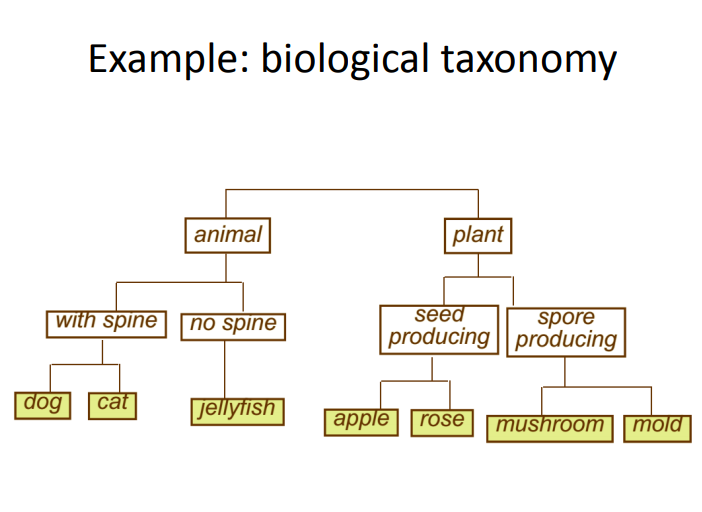 Example: biological taxonomy
animal
plant
with spine
no spine
seed
producing
spore
producing
dog
cat
jellyfish
apple
rose
mushroom
mold